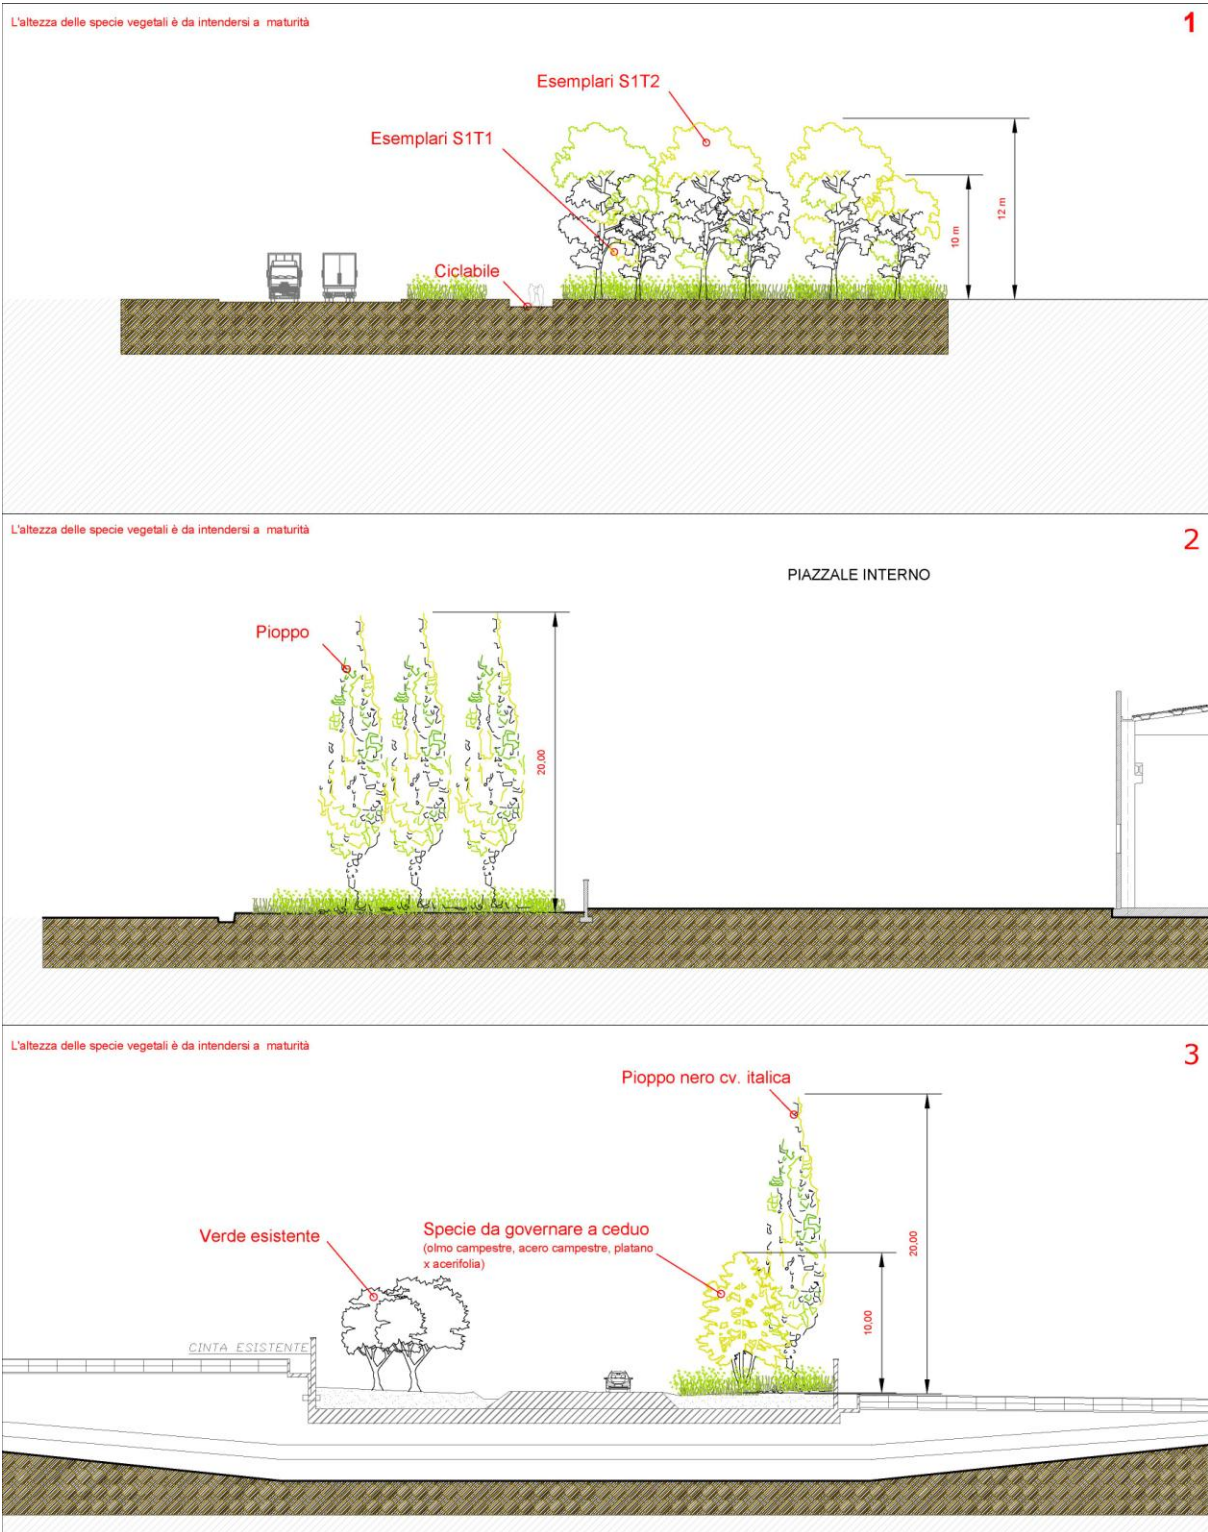 L'altezza delle specie vegetali è da intendersi a maturità
1
Esemplari S1T2
Esemplari S1T1
Ciclabile
10 m
12 m
L'altezza delle specie vegetali è da intendersi a maturità
2
PIAZZALE INTERNO
Pioppo
20,00
L'altezza delle specie vegetali è da intendersi a maturità
3
Pioppo nero cv. italica
Verde esistente
Specie da governare a ceduo
(olmo campestre, acero campestre, platano
x acerifolia)
20,00
10,00
CINTA ESISTENTE